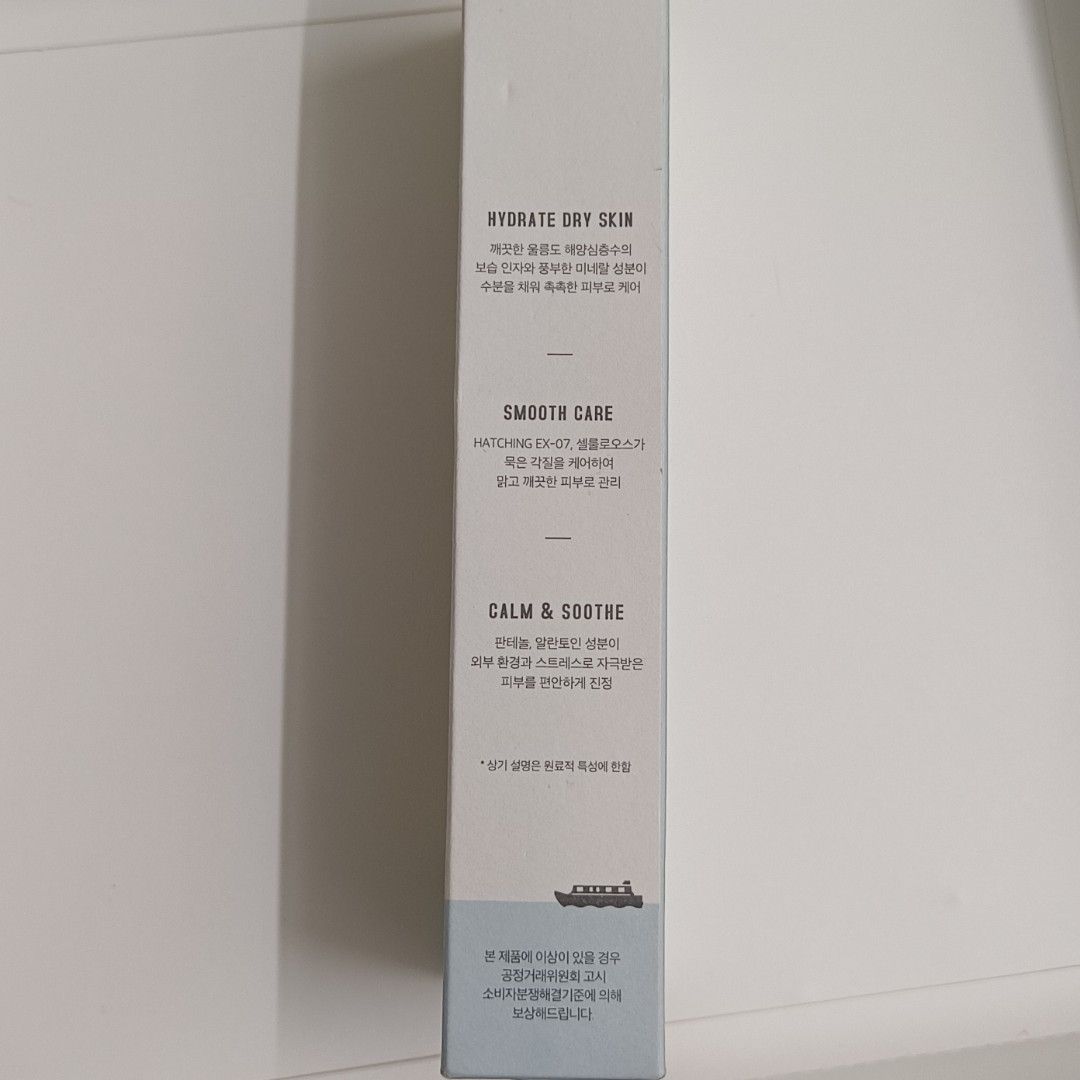 HYDRATE DRY SKIN
깨끗한 울릉도 해양심층수의
보습 인자와 풍부한 미네랄 성분이
수분을 채워 촉촉한 피부로 케어
SMOOTH CARE
HATCHING EX-07, 셀룰로오스가
묵은 각질을 케어하여
맑고 깨끗한 피부로 관리
CALM & SOOTHE
판테놀, 알란토인 성분이
외부 환경과 스트레스로 자극받은
피부를 편안하게 진정
* 상기 설명은 원료적 특성에 한함
본 제품에 이상이 있을 경우
공정거래위원회 고시
소비자분쟁해결기준에 의해
보상해드립니다.